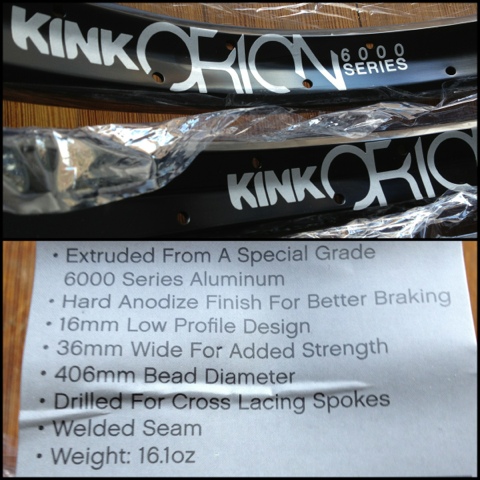 KINK ORION 6000
SERIES
KINK ORIO
• Extruded From A Special Grade
6000 Series Aluminum
• Hard Anodize Finish For Better Braking
• 16mm Low Profile Design
• 36mm Wide For Added Strength
• 406mm Bead Diameter
• Drilled For Cross Lacing Spokes
• Welded Seam
• Weight: 16.1oz